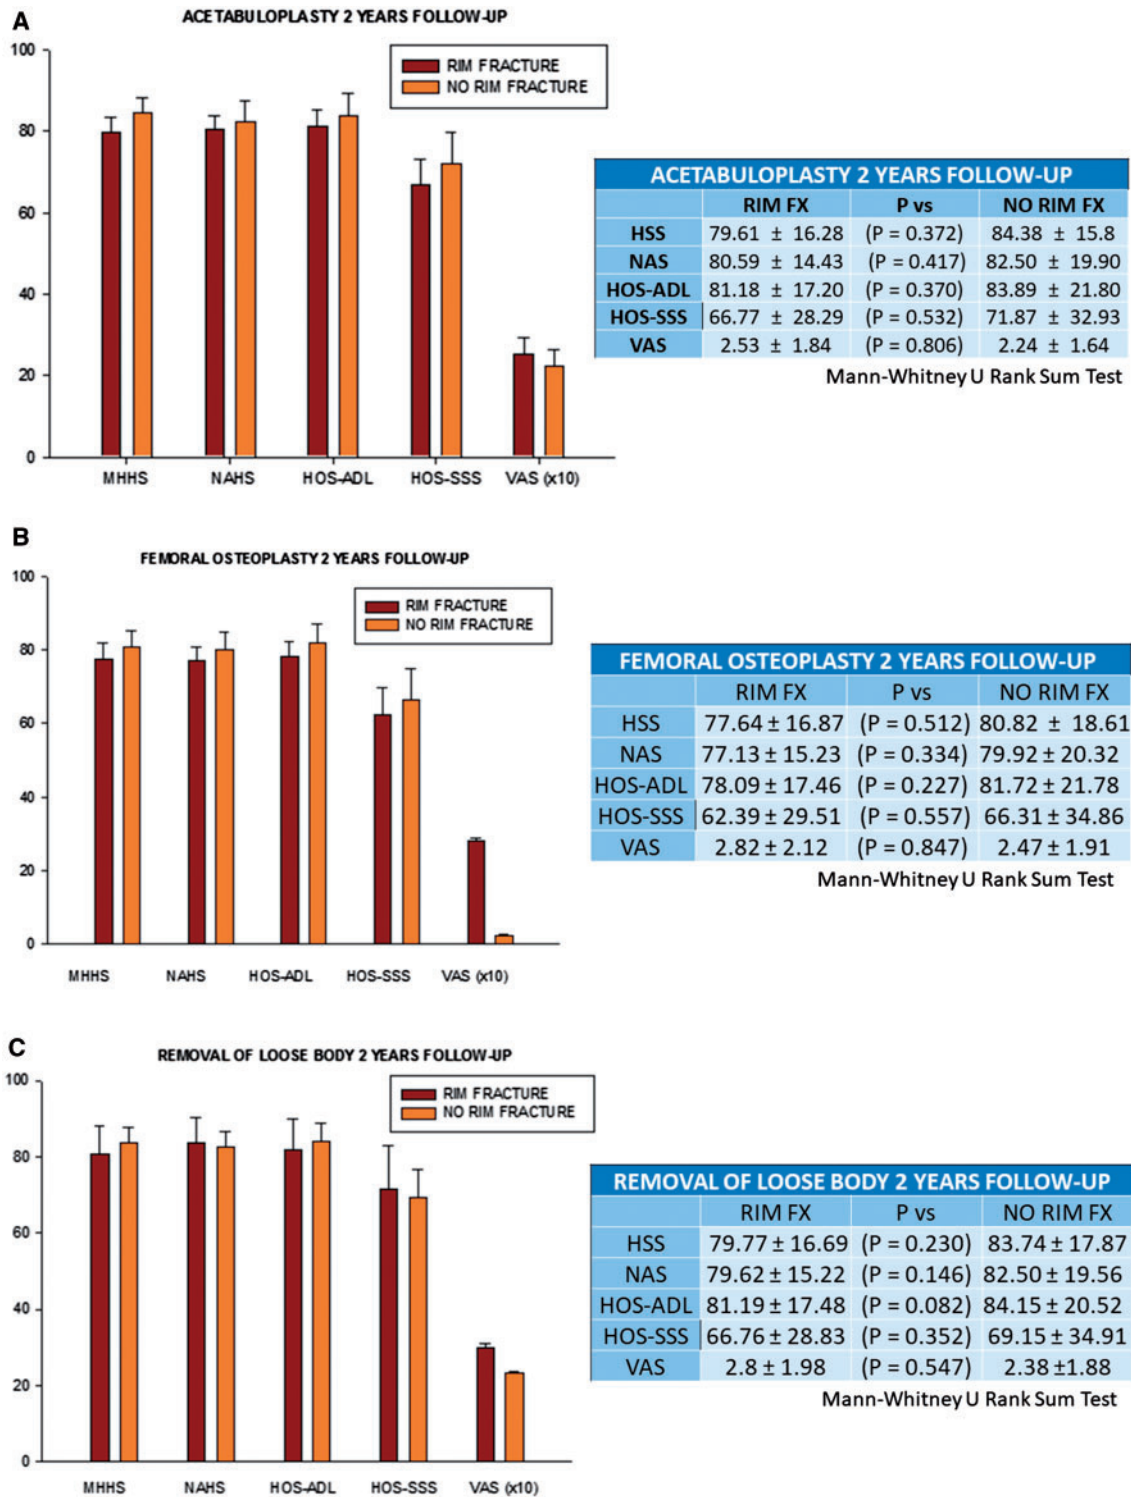 A
ACETABULOPLASTY 2 YEARS FOLLOW-UP
100
80
60
40
20
0
RIM FRACTURE
NO RIM FRACTURE
MHHS NAHS HOS-ADL HOS-SSS VAS (x10)
ACETABULOPLASTY 2 YEARS FOLLOW-UP
RIM FX P vs NO RIM FX
HSS 79.61 ± 16.28 (P = 0.372) 84.38 ± 15.8
NAS 80.59 ± 14.43 (P = 0.417) 82.50 ± 19.90
HOS-ADL 81.18 ± 17.20 (P = 0.370) 83.89 ± 21.80
HOS-SSS 66.77 ± 28.29 (P = 0.532) 71.87 ± 32.93
VAS 2.53 ± 1.84 (P = 0.806) 2.24 ± 1.64
Mann-Whitney U Rank Sum Test
B
FEMORAL OSTEOPLASTY 2 YEARS FOLLOW-UP
100
80
60
40
20
0
RIM FRACTURE
NO RIM FRACTURE
MHHS NAHS HOS-ADL HOS-SSS VAS (x10)
FEMORAL OSTEOPLASTY 2 YEARS FOLLOW-UP
RIM FX P vs NO RIM FX
HSS 77.64 ± 16.87 (P = 0.512) 80.82 ± 18.61
NAS 77.13 ± 15.23 (P = 0.334) 79.92 ± 20.32
HOS-ADL 78.09 ± 17.46 (P = 0.227) 81.72 ± 21.78
HOS-SSS 62.39 ± 29.51 (P = 0.557) 66.31 ± 34.86
VAS 2.82 ± 2.12 (P = 0.847) 2.47 ± 1.91
Mann-Whitney U Rank Sum Test
C
REMOVAL OF LOOSE BODY 2 YEARS FOLLOW-UP
100
80
60
40
20
0
RIM FRACTURE
NO RIM FRACTURE
MHHS NAHS HOS-ADL HOS-SSS VAS (x10)
REMOVAL OF LOOSE BODY 2 YEARS FOLLOW-UP
RIM FX P vs NO RIM FX
HSS 79.77 ± 16.69 (P = 0.230) 83.74 ± 17.87
NAS 79.62 ± 15.22 (P = 0.146) 82.50 ± 19.56
HOS-ADL 81.19 ± 17.48 (P = 0.082) 84.15 ± 20.52
HOS-SSS 66.76 ± 28.83 (P = 0.352) 69.15 ± 34.91
VAS 2.8 ± 1.98 (P = 0.547) 2.38 ±1.88
Mann-Whitney U Rank Sum Test